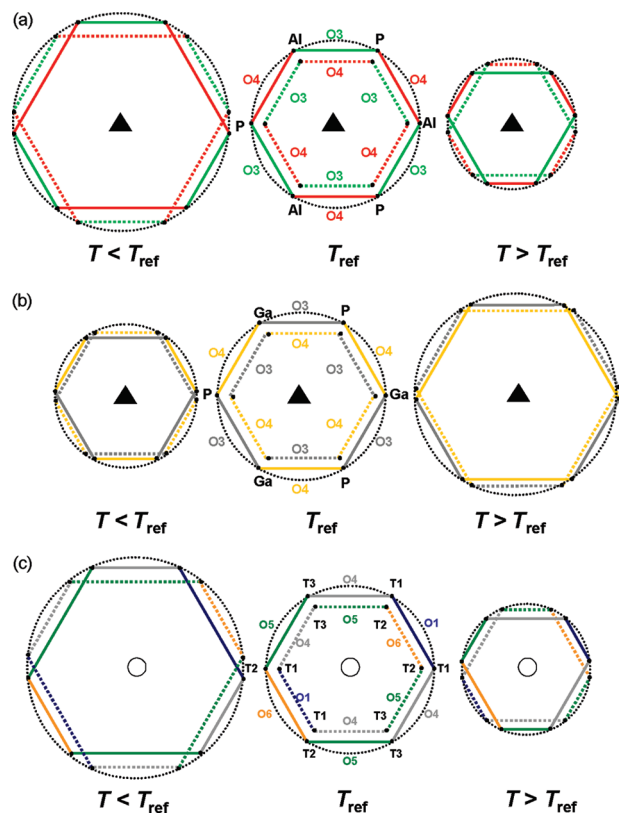 (a)
Al O3 P
O4 O4 O4
O3 O3
P Al
O4 O4
O3 O3 O3
Al O4 P
T < Tref Tref T > Tref
(b)
Ga O3 P
O4 O4 O4
O3 O3
P Ga
O4 O4
O3 O3 O3
Ga O4 P
T < Tref Tref T > Tref
(c)
T3 O4 T1
O5 T3 O5 T2 O1
O4 O6
T2 T1 T2 T1
O1 O5
O6 T1 O4 T3 O4
T2 O5 T3
T < Tref Tref T > Tref